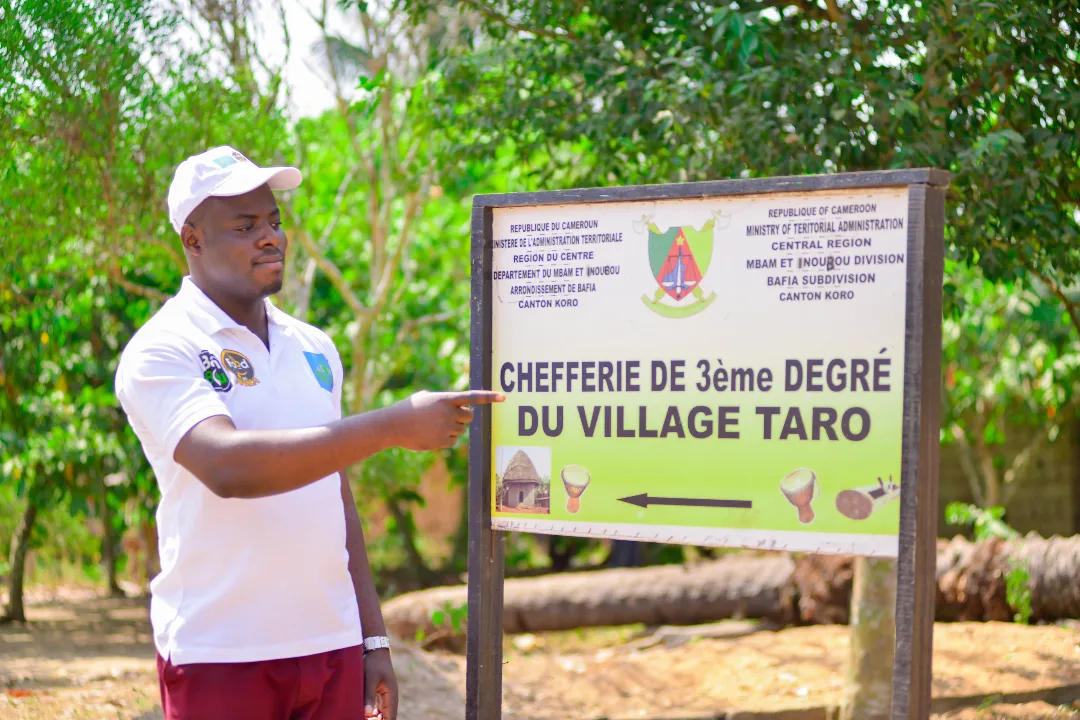 REPUBLIQUE DU CAMEROUN
MINISTERE DE L'ADMINISTRATION TERRITORIALE
REGION DU CENTRE
DEPARTEMENT DU MBAM ET INOUBOU
ARRONDISSEMENT DE BAFIA
CANTON KORO
REPUBLIC OF CAMEROON
MINISTRY OF TERITORIAL ADMINISTRATION
CENTRAL REGION
MBAM ET INOUBOU DIVISION
BAFIA SUBDIVISION
CANTON KORO
CHEFFERIE DE 3ème DEGRÉ
DU VILLAGE TARO